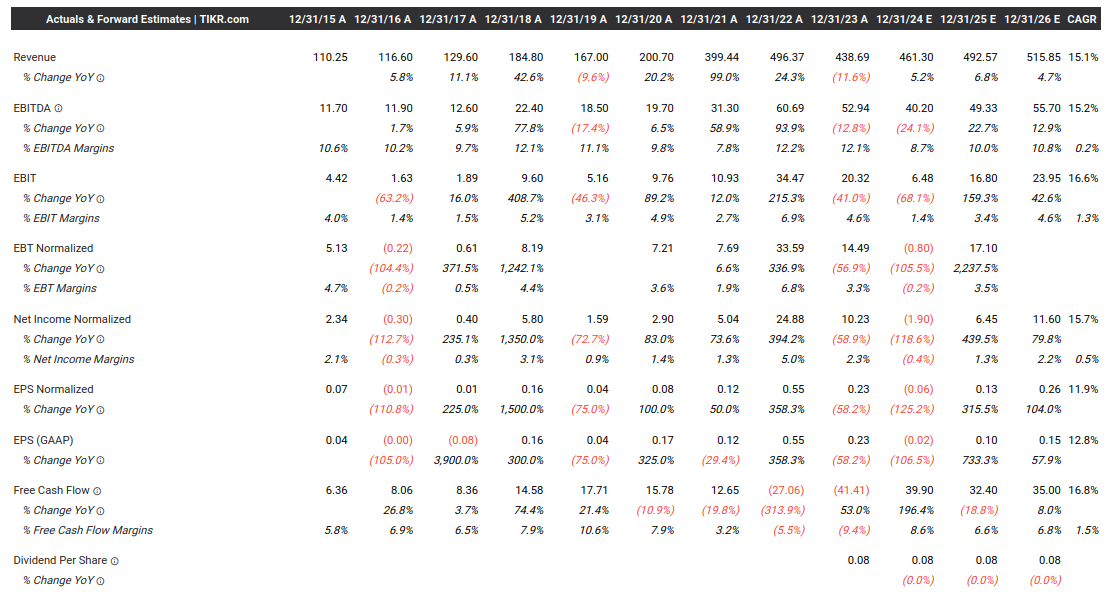 Actuals & Forward Estimates | TIKR.com 12/31/15 A 12/31/16 A 12/31/17 A 12/31/18 A 12/31/19 A 12/31/20 A 12/31/21 A 12/31/22 A 12/31/23 A 12/31/24 E 12/31/25 E 12/31/26 E CAGR
Revenue 110.25 116.60 129.60 184.80 167.00 200.70 399.44 496.37 438.69 461.30 492.57 515.85 15.1%
% Change YoY 5.8% 11.1% 42.6% (9.6%) 20.2% 99.0% 24.3% (11.6%) 5.2% 6.8% 4.7%
EBITDA 11.70 11.90 12.60 22.40 18.50 19.70 31.30 60.69 52.94 40.20 49.33 55.70 15.2%
% Change YoY 1.7% 5.9% 77.8% (17.4%) 6.5% 58.9% 93.9% (12.8%) (24.1%) 22.7% 12.9%
% EBITDA Margins 10.6% 10.2% 9.7% 12.1% 11.1% 9.8% 7.8% 12.2% 12.1% 8.7% 10.0% 10.8% 0.2%
EBIT 4.42 1.63 1.89 9.60 5.16 9.76 10.93 34.47 20.32 6.48 16.80 23.95 16.6%
% Change YoY (63.2%) 16.0% 408.7% (46.3%) 89.2% 12.0% 215.3% (41.0%) (68.1%) 159.3% 42.6%
% EBIT Margins 4.0% 1.4% 1.5% 5.2% 3.1% 4.9% 2.7% 6.9% 4.6% 1.4% 3.4% 4.6% 1.3%
EBT Normalized 5.13 (0.22) 0.61 8.19 7.21 7.69 33.59 14.49 (0.80) 17.10
% Change YoY (104.4%) 371.5% 1,242.1% 6.6% 336.9% (56.9%) (105.5%) 2,237.5%
% EBT Margins 4.7% (0.2%) 0.5% 4.4% 3.6% 1.9% 6.8% 3.3% (0.2%) 3.5%
Net Income Normalized 2.34 (0.30) 0.40 5.80 1.59 2.90 5.04 24.88 10.23 (1.90) 6.45 11.60 15.7%
% Change YoY (112.7%) 235.1% 1,350.0% (72.7%) 83.0% 73.6% 394.2% (58.9%) (118.6%) 439.5% 79.8%
% Net Income Margins 2.1% (0.3%) 0.3% 3.1% 0.9% 1.4% 1.3% 5.0% 2.3% (0.4%) 1.3% 2.2% 0.5%
EPS Normalized 0.07 (0.01) 0.01 0.16 0.04 0.08 0.12 0.55 0.23 (0.06) 0.13 0.26 11.9%
% Change YoY (110.8%) 225.0% 1,500.0% (75.0%) 100.0% 50.0% 358.3% (58.2%) (125.2%) 315.5% 104.0%
EPS (GAAP) 0.04 (0.00) (0.08) 0.16 0.04 0.17 0.12 0.55 0.23 (0.02) 0.10 0.15 12.8%
% Change YoY (105.0%) 3,900.0% 300.0% (75.0%) 325.0% (29.4%) 358.3% (58.2%) (106.5%) 733.3% 57.9%
Free Cash Flow 6.36 8.06 8.36 14.58 17.71 15.78 12.65 (27.06) (41.41) 39.90 32.40 35.00 16.8%
% Change YoY 26.8% 3.7% 74.4% 21.4% (10.9%) (19.8%) (313.9%) 53.0% 196.4% (18.8%) 8.0%
% Free Cash Flow Margins 5.8% 6.9% 6.5% 7.9% 10.6% 7.9% 3.2% (5.5%) (9.4%) 8.6% 6.6% 6.8% 1.5%
Dividend Per Share 0.08 0.08 0.08 0.08
% Change YoY (0.0%) (0.0%) (0.0%)